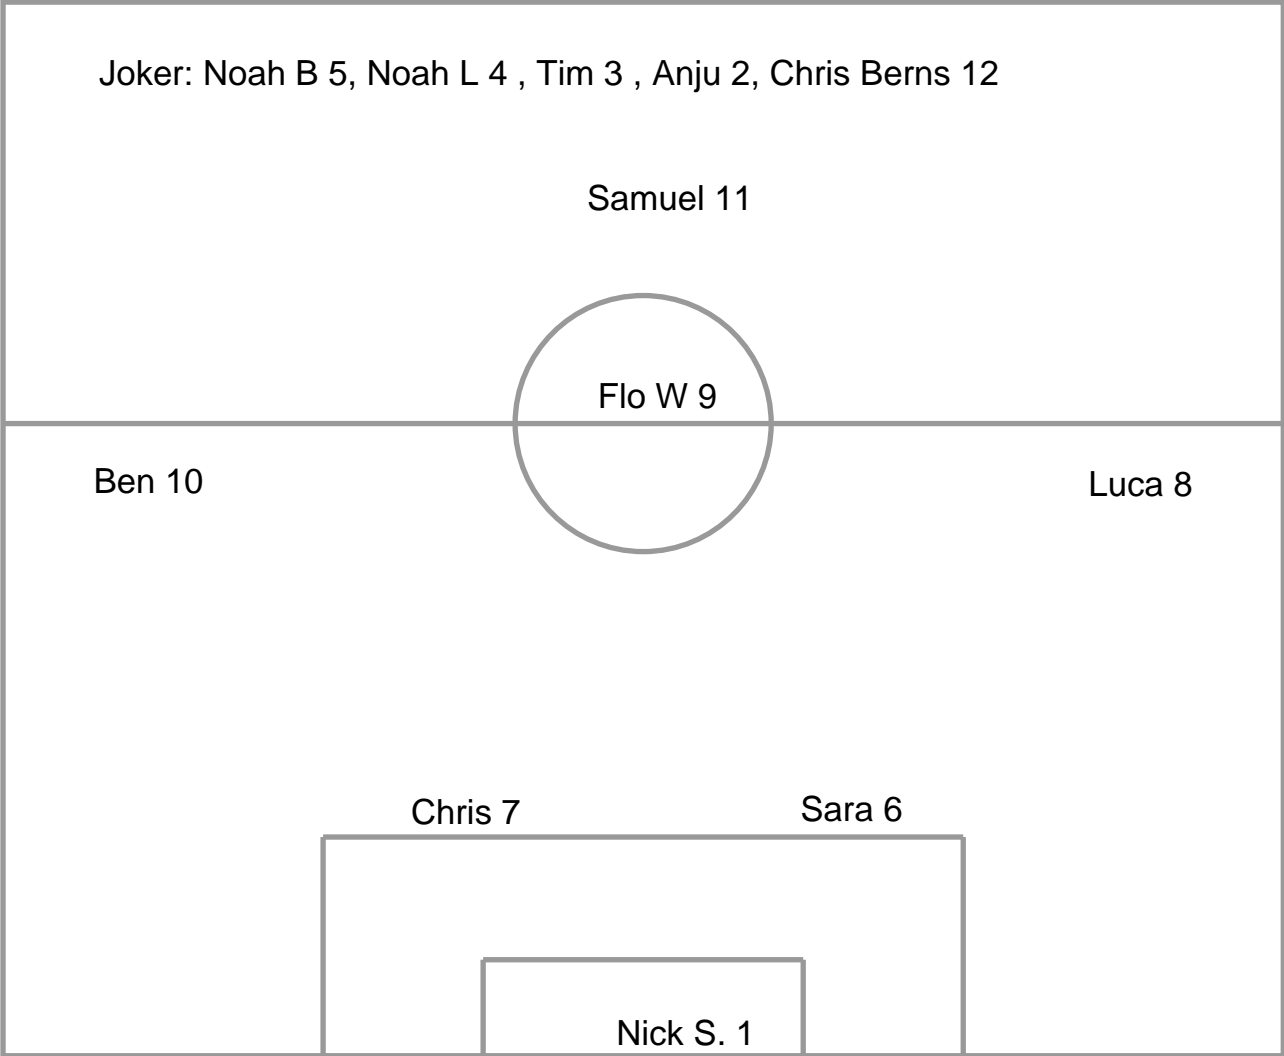 Joker: Noah B 5, Noah L 4 , Tim 3 , Anju 2, Chris Berns 12
Samuel 11
Flo W 9
Ben 10
Luca 8
Chris 7
Sara 6
Nick S. 1